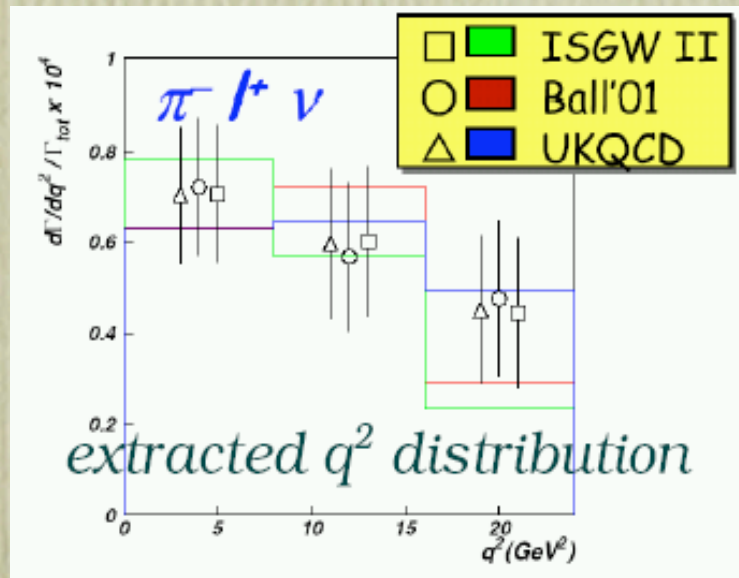 □ ISGW II
○ Ball'01
△ UKQCD
π⁻ l⁺ ν
dΓ/dq² /Γtot x 10⁴
1
0.8
0.6
0.4
0.2
0
extracted q² distribution
0 5 10 15 20
q²(GeV²)